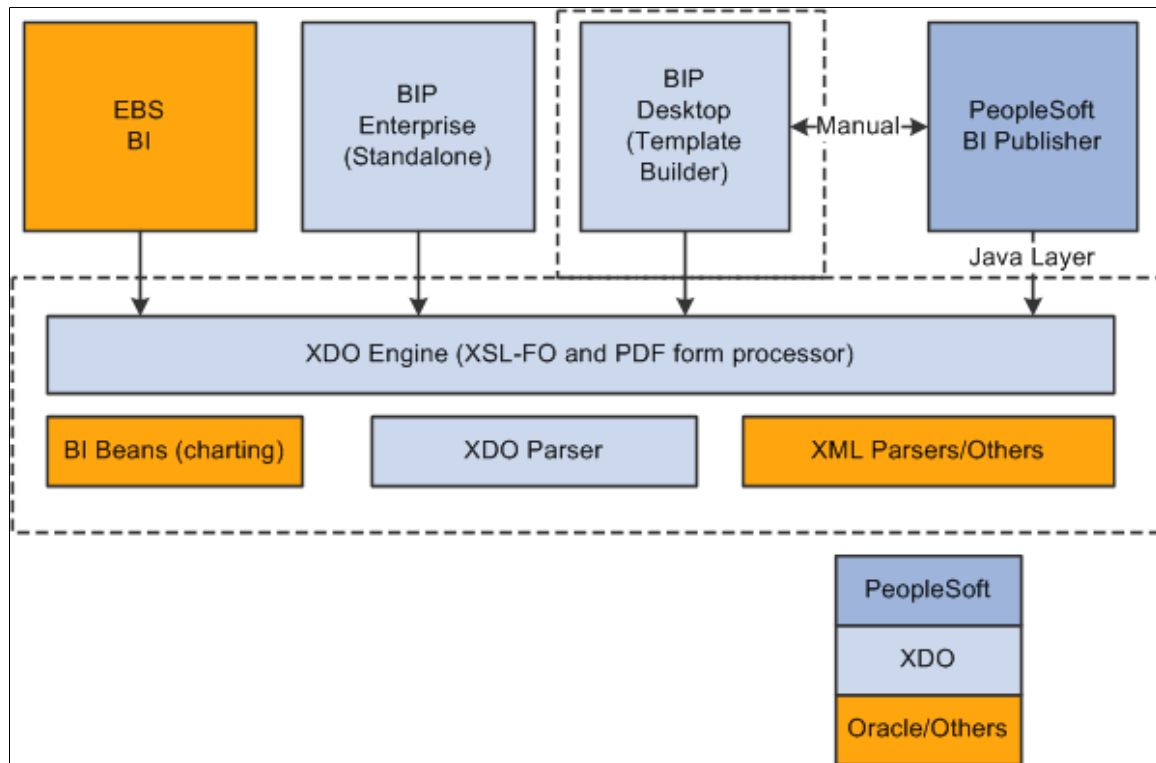 EBS
BI
BIP
Enterprise
(Standalone)
BIP
Desktop
(Template
Builder)
Manual
PeopleSoft
BI Publisher
Java Layer
XDO Engine (XSL-FO and PDF form processor)
BI Beans (charting)
XDO Parser
XML Parsers/Others
PeopleSoft
XDO
Oracle/Others